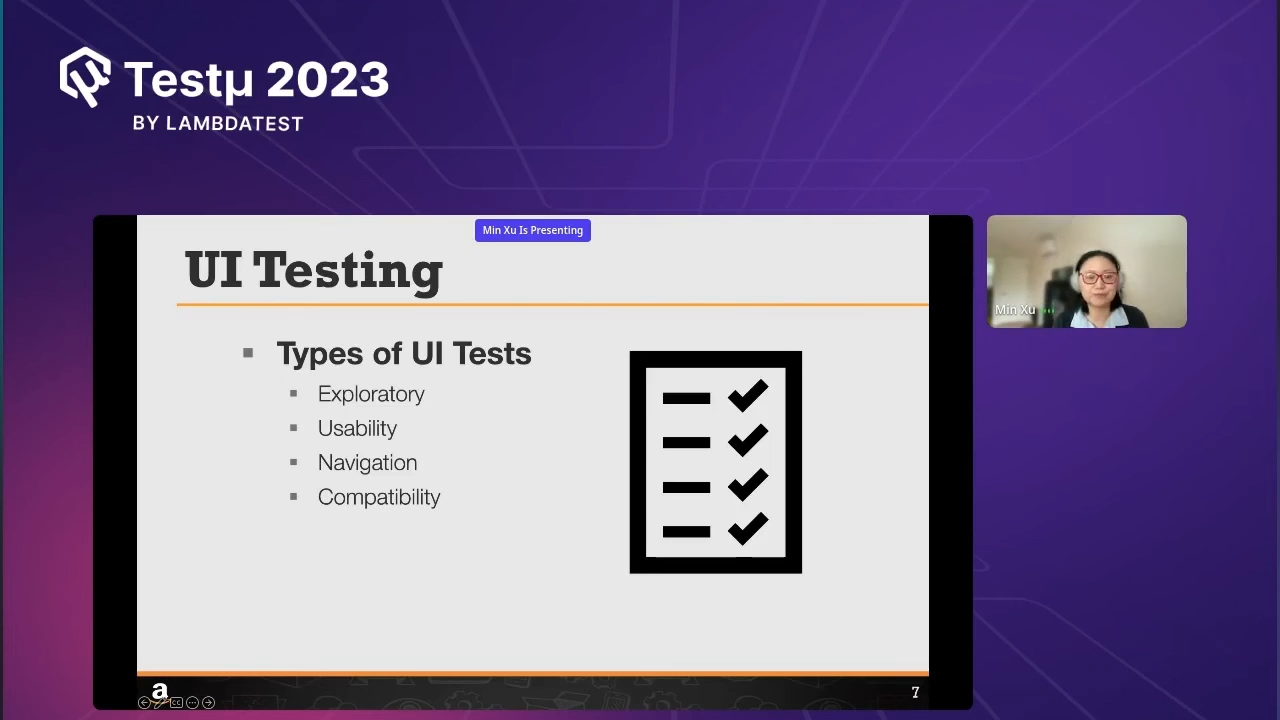 Testμ 2023
BY LAMBDATEST
Min Xu Is Presenting
UI Testing
Types of UI Tests
Exploratory
Usability
Navigation
Compatibility
Min Xu
a
CC
7